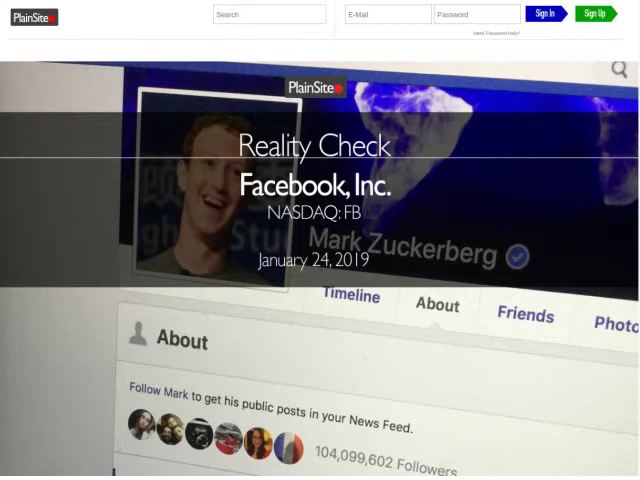 PlainSite
Search
E-Mail
Password
Sign In
Sign Up
Need Password Help?
PlainSite
Reality Check
Facebook, Inc.
NASDAQ: FB
January 24, 2019
Mark Zuckerberg
Timeline
About
Friends
Photo
About
Follow Mark to get his public posts in your News Feed.
104,099,602 Followers